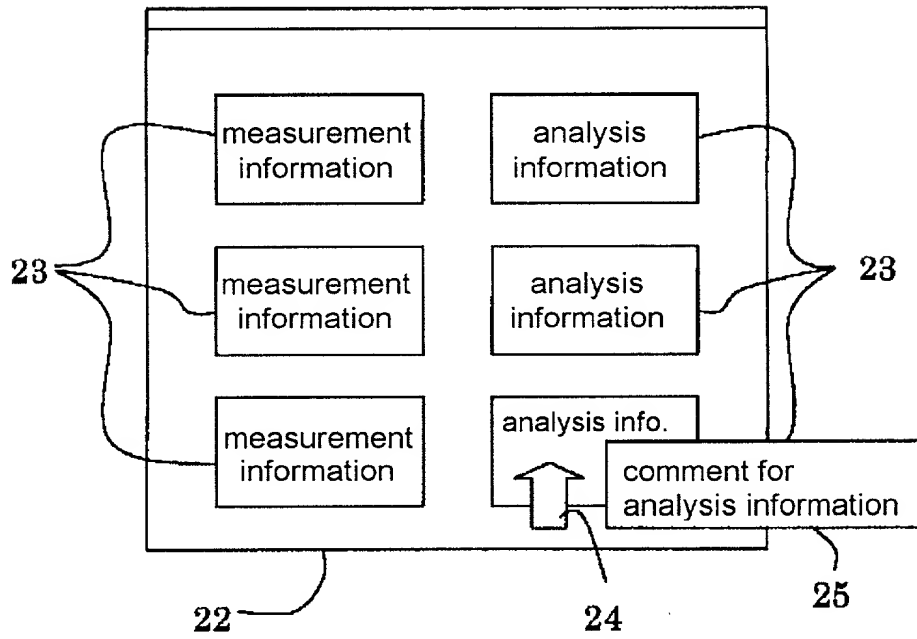 measurement
information
analysis
information
23
measurement
information
analysis
information
23
measurement
information
analysis info.
comment for
analysis information
22
24
25